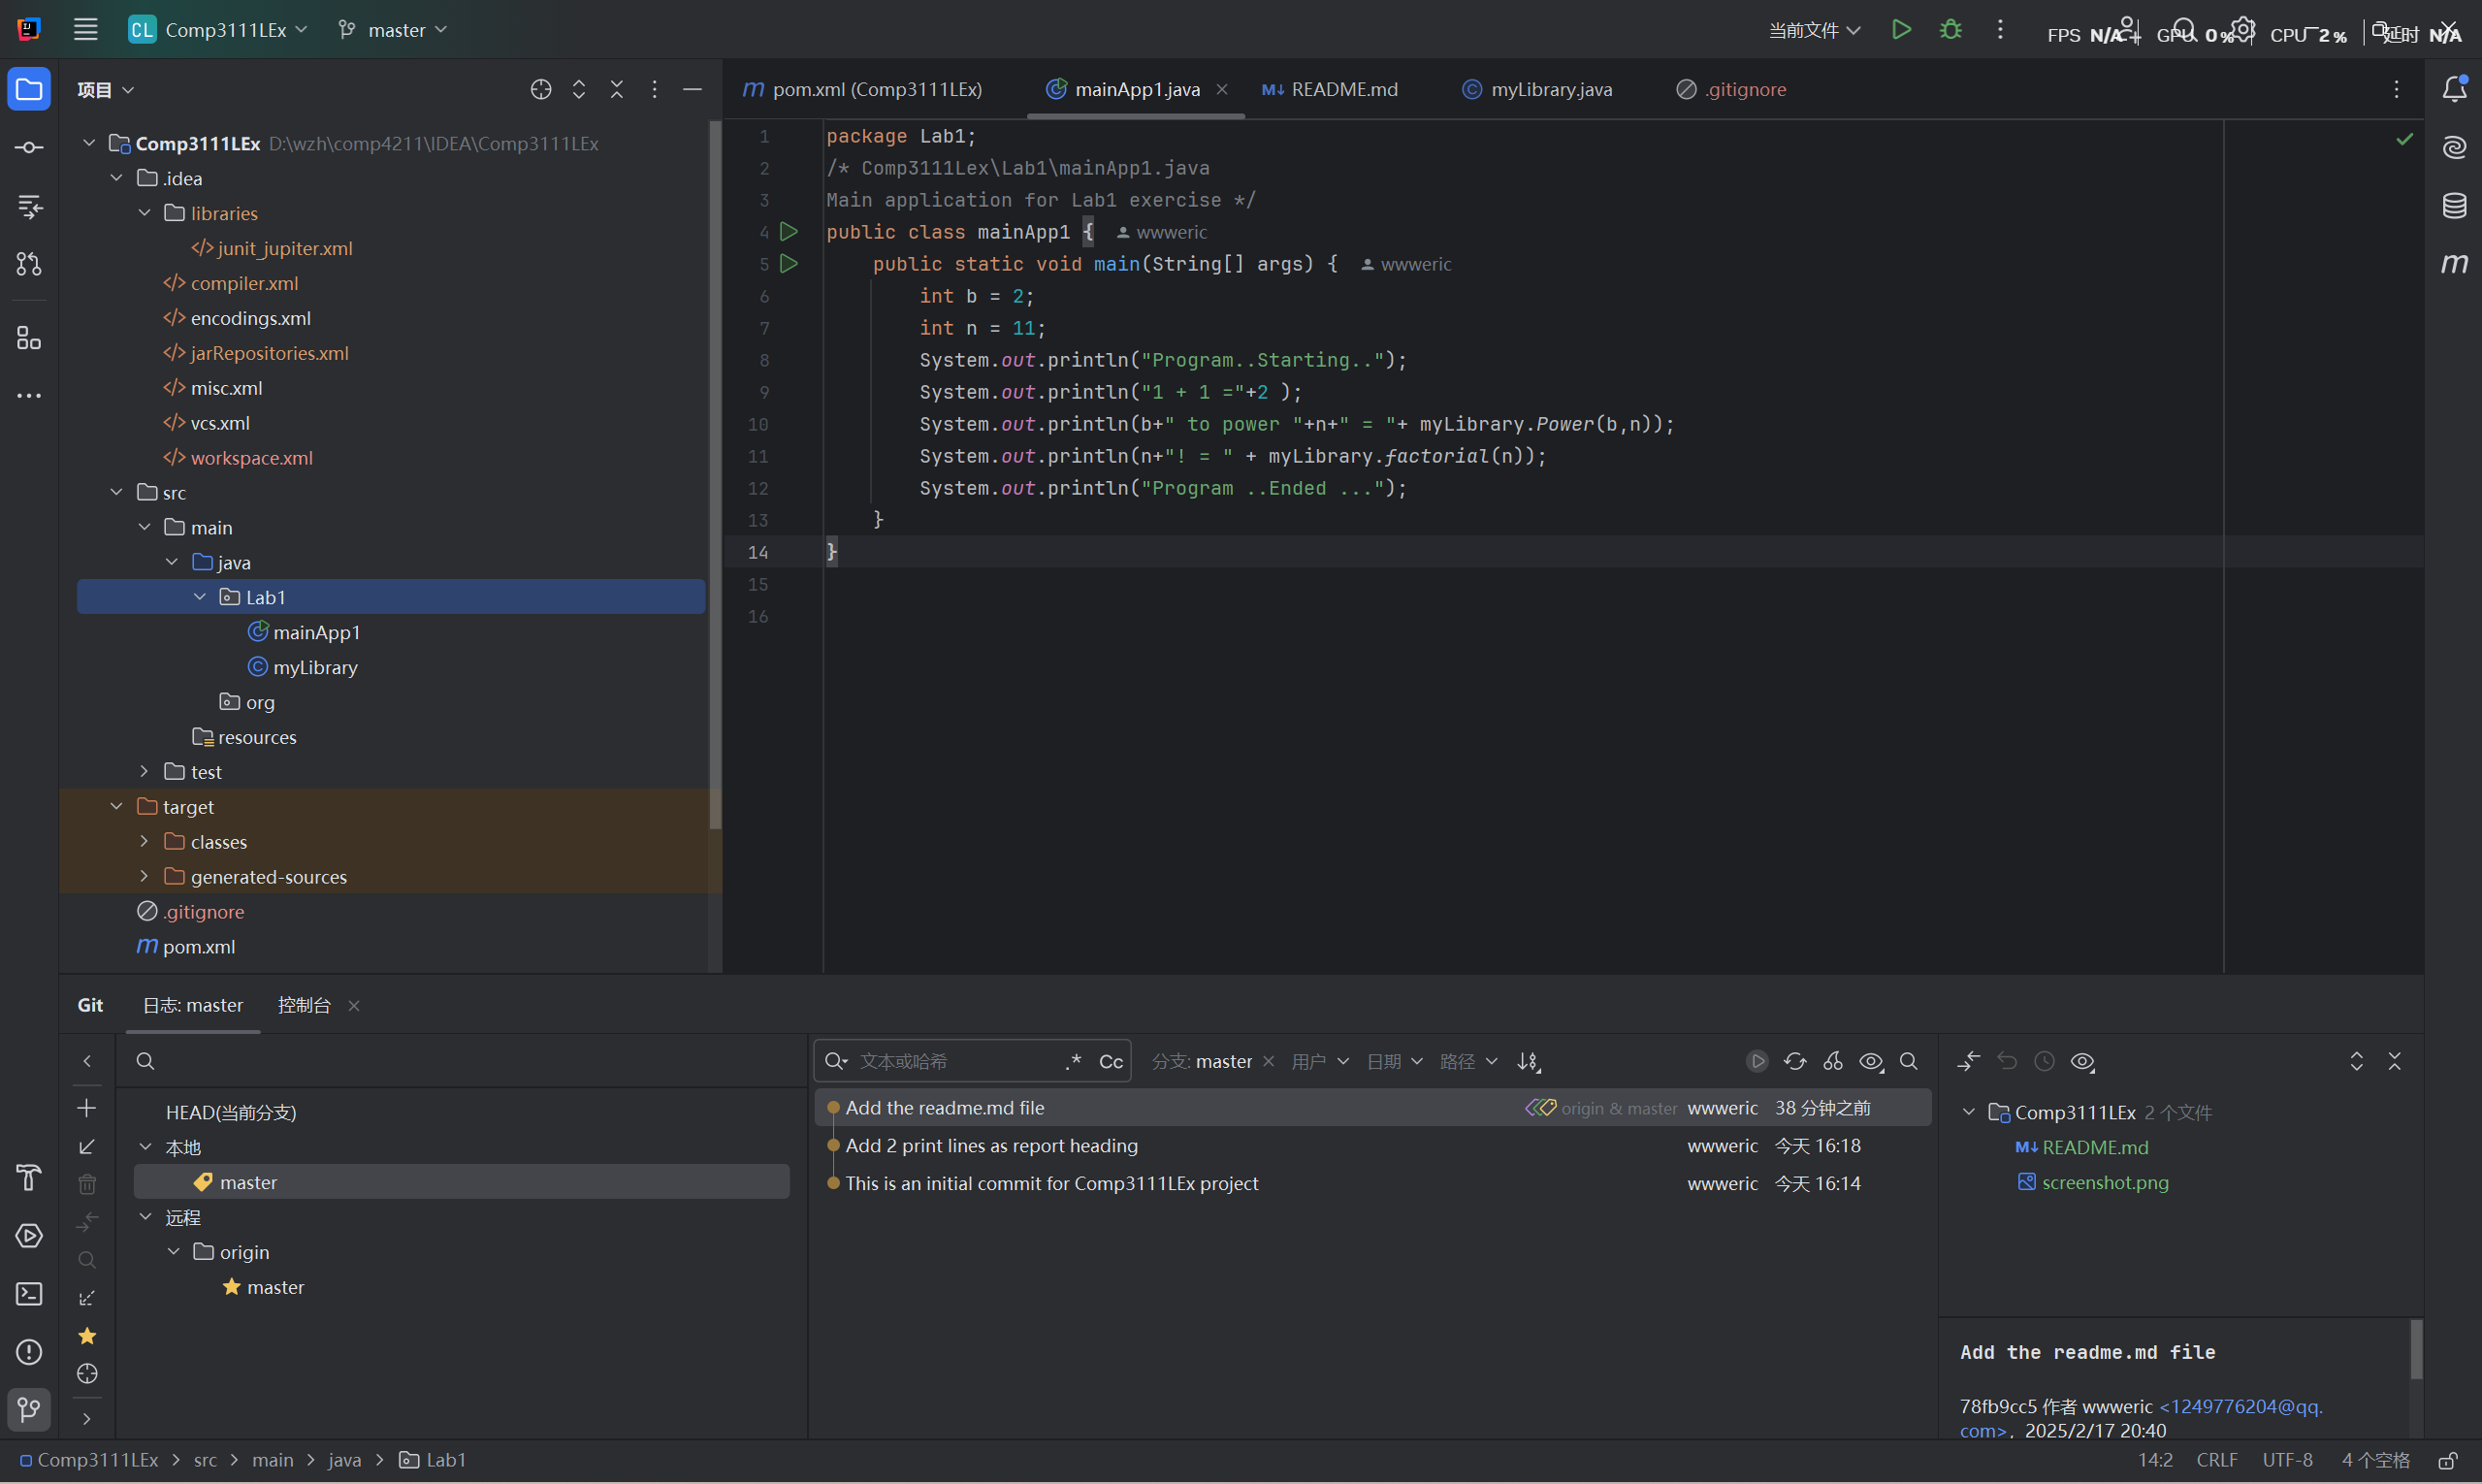 CL Comp3111LEx master
当前文件
FPS N/A GPU 0% CPU 2% 延时 N/A
项目
Comp3111LEx D:\wzh\comp4211\IDEA\Comp3111LEx
.idea
libraries
junit_jupiter.xml
compiler.xml
encodings.xml
jarRepositories.xml
misc.xml
vcs.xml
workspace.xml
src
main
java
Lab1
mainApp1
myLibrary
org
resources
test
target
classes
generated-sources
.gitignore
pom.xml
pom.xml (Comp3111LEx) mainApp1.java README.md myLibrary.java .gitignore
1 package Lab1;
2 /* Comp3111Lex\Lab1\mainApp1.java
3 Main application for Lab1 exercise */
4 public class mainApp1 { wwweric
5 public static void main(String[] args) { wwweric
6 int b = 2;
7 int n = 11;
8 System.out.println("Program..Starting..");
9 System.out.println("1 + 1 ="+2 );
10 System.out.println(b+" to power "+n+" = "+ myLibrary.Power(b,n));
11 System.out.println(n+"! = " + myLibrary.factorial(n));
12 System.out.println("Program ..Ended ...");
13 }
14 }
15
16
Git 日志: master 控制台
HEAD(当前分支)
本地
master
远程
origin
master
文本或哈希 .* Cc 分支: master 用户 日期 路径
Add the readme.md file origin & master wwweric 38 分钟之前
Add 2 print lines as report heading wwweric 今天 16:18
This is an initial commit for Comp3111LEx project wwweric 今天 16:14
Comp3111LEx 2 个文件
README.md
screenshot.png
Add the readme.md file
78fb9cc5 作者 wwweric <1249776204@qq.
com>, 2025/2/17 20:40
Comp3111LEx > src > main > java > Lab1
14:2 CRLF UTF-8 4 个空格